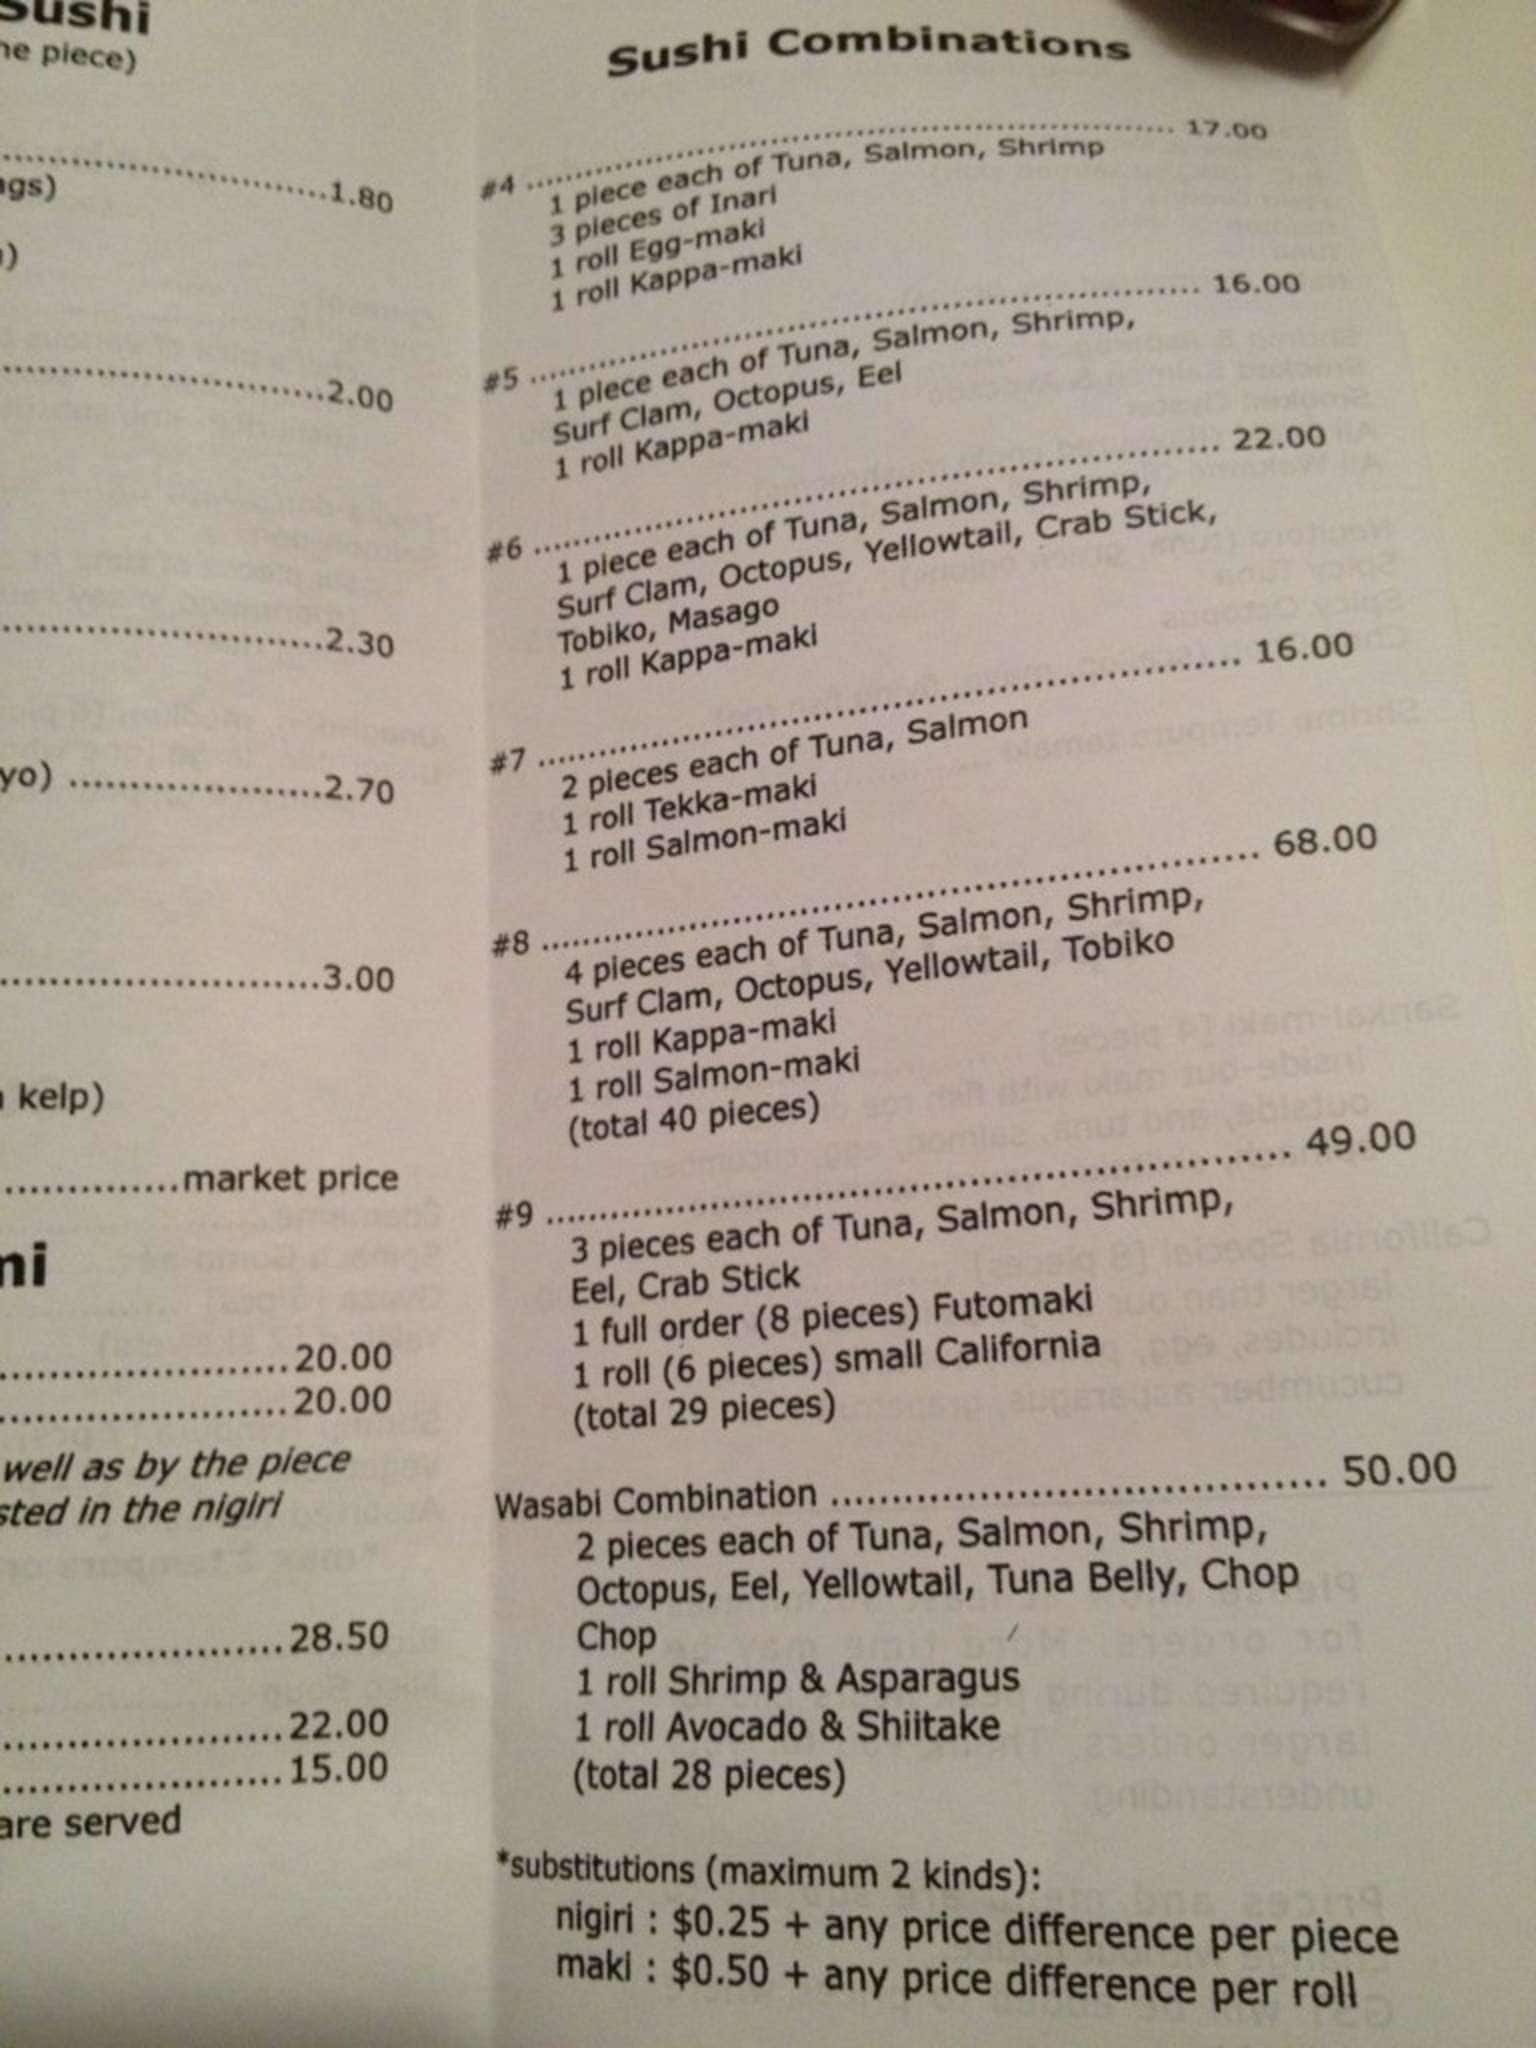 Sushi
he piece)
1.80
gs)
)
2.00
2.30
yo) 2.70
3.00
kelp)
market price
mi
20.00
20.00
well as by the piece
sted in the nigiri
28.50
22.00
15.00
are served
Sushi Combinations
#4 17.00
1 piece each of Tuna, Salmon, Shrimp
3 pieces of Inari
1 roll Egg-maki
1 roll Kappa-maki
#5 16.00
1 piece each of Tuna, Salmon, Shrimp,
Surf Clam, Octopus, Eel
1 roll Kappa-maki
#6 22.00
1 piece each of Tuna, Salmon, Shrimp,
Surf Clam, Octopus, Yellowtail, Crab Stick,
Tobiko, Masago
1 roll Kappa-maki
#7 16.00
2 pieces each of Tuna, Salmon
1 roll Tekka-maki
1 roll Salmon-maki
#8 68.00
4 pieces each of Tuna, Salmon, Shrimp,
Surf Clam, Octopus, Yellowtail, Tobiko
1 roll Kappa-maki
1 roll Salmon-maki
(total 40 pieces)
#9 49.00
3 pieces each of Tuna, Salmon, Shrimp,
Eel, Crab Stick
1 full order (8 pieces) Futomaki
1 roll (6 pieces) small California
(total 29 pieces)
Wasabi Combination 50.00
2 pieces each of Tuna, Salmon, Shrimp,
Octopus, Eel, Yellowtail, Tuna Belly, Chop
Chop
1 roll Shrimp & Asparagus
1 roll Avocado & Shiitake
(total 28 pieces)
*substitutions (maximum 2 kinds):
nigiri : $0.25 + any price difference per piece
maki : $0.50 + any price difference per roll